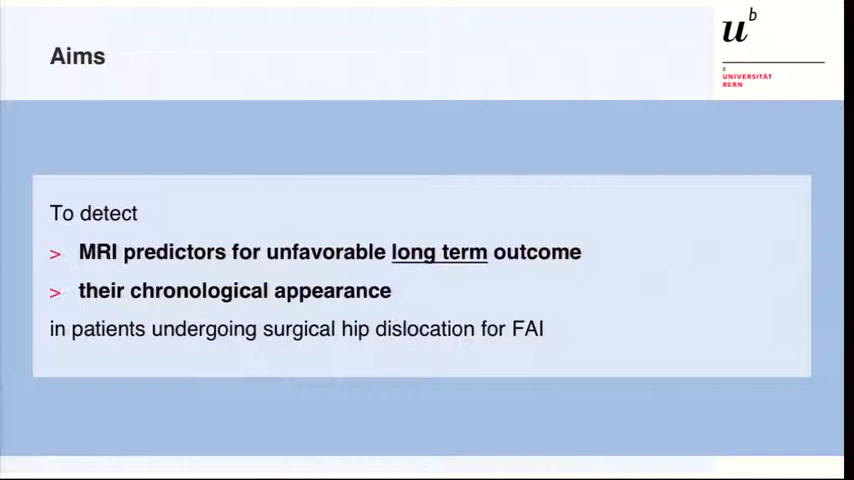 Aims
u^b
b
UNIVERSITÄT
BERN
To detect
> MRI predictors for unfavorable long term outcome
> their chronological appearance
in patients undergoing surgical hip dislocation for FAI